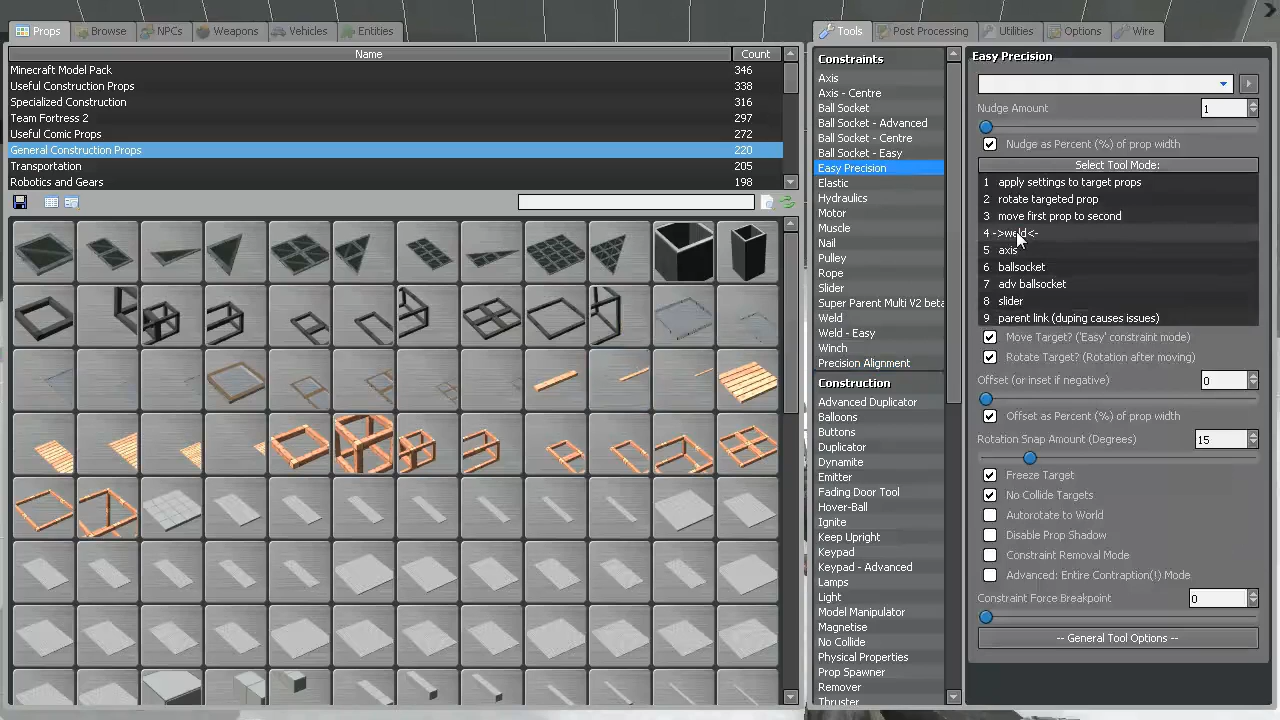 Props Browse NPCs Weapons Vehicles Entities
Name Count
Minecraft Model Pack 346
Useful Construction Props 338
Specialized Construction 316
Team Fortress 2 297
Useful Comic Props 272
General Construction Props 220
Transportation 205
Robotics and Gears 198
Tools Post Processing Utilities Options Wire
Constraints
Axis
Axis - Centre
Ball Socket
Ball Socket - Advanced
Ball Socket - Centre
Ball Socket - Easy
Easy Precision
Elastic
Hydraulics
Motor
Muscle
Nail
Pulley
Rope
Slider
Super Parent Multi V2 beta
Weld
Weld - Easy
Winch
Precision Alignment
Construction
Advanced Duplicator
Balloons
Buttons
Duplicator
Dynamite
Emitter
Fading Door Tool
Hover-Ball
Ignite
Keep Upright
Keypad
Keypad - Advanced
Lamps
Light
Model Manipulator
Magnetise
No Collide
Physical Properties
Prop Spawner
Remover
Thruster
Easy Precision
Nudge Amount 1
Nudge as Percent (%) of prop width
Select Tool Mode:
1 apply settings to target props
2 rotate targeted prop
3 move first prop to second
4 ->weld<-
5 axis
6 ballsocket
7 adv ballsocket
8 slider
9 parent link (duping causes issues)
Move Target? ('Easy' constraint mode)
Rotate Target? (Rotation after moving)
Offset (or inset if negative) 0
Offset as Percent (%) of prop width
Rotation Snap Amount (Degrees) 15
Freeze Target
No Collide Targets
Autorotate to World
Disable Prop Shadow
Constraint Removal Mode
Advanced: Entire Contraption(!) Mode
Constraint Force Breakpoint 0
-- General Tool Options --